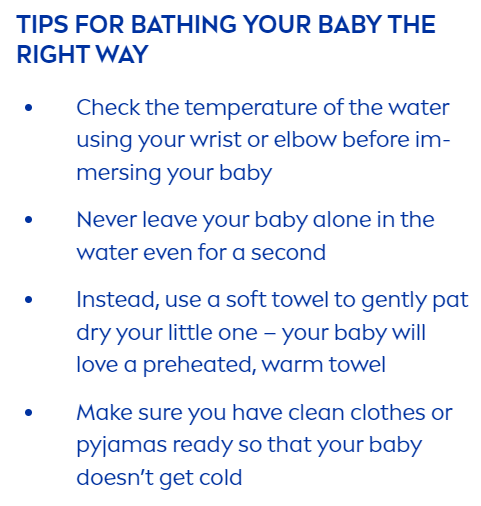 TIPS FOR BATHING YOUR BABY THE
RIGHT WAY
• Check the temperature of the water
using your wrist or elbow before im-
mersing your baby
• Never leave your baby alone in the
water even for a second
• Instead, use a soft towel to gently pat
dry your little one – your baby will
love a preheated, warm towel
• Make sure you have clean clothes or
pyjamas ready so that your baby
doesn’t get cold